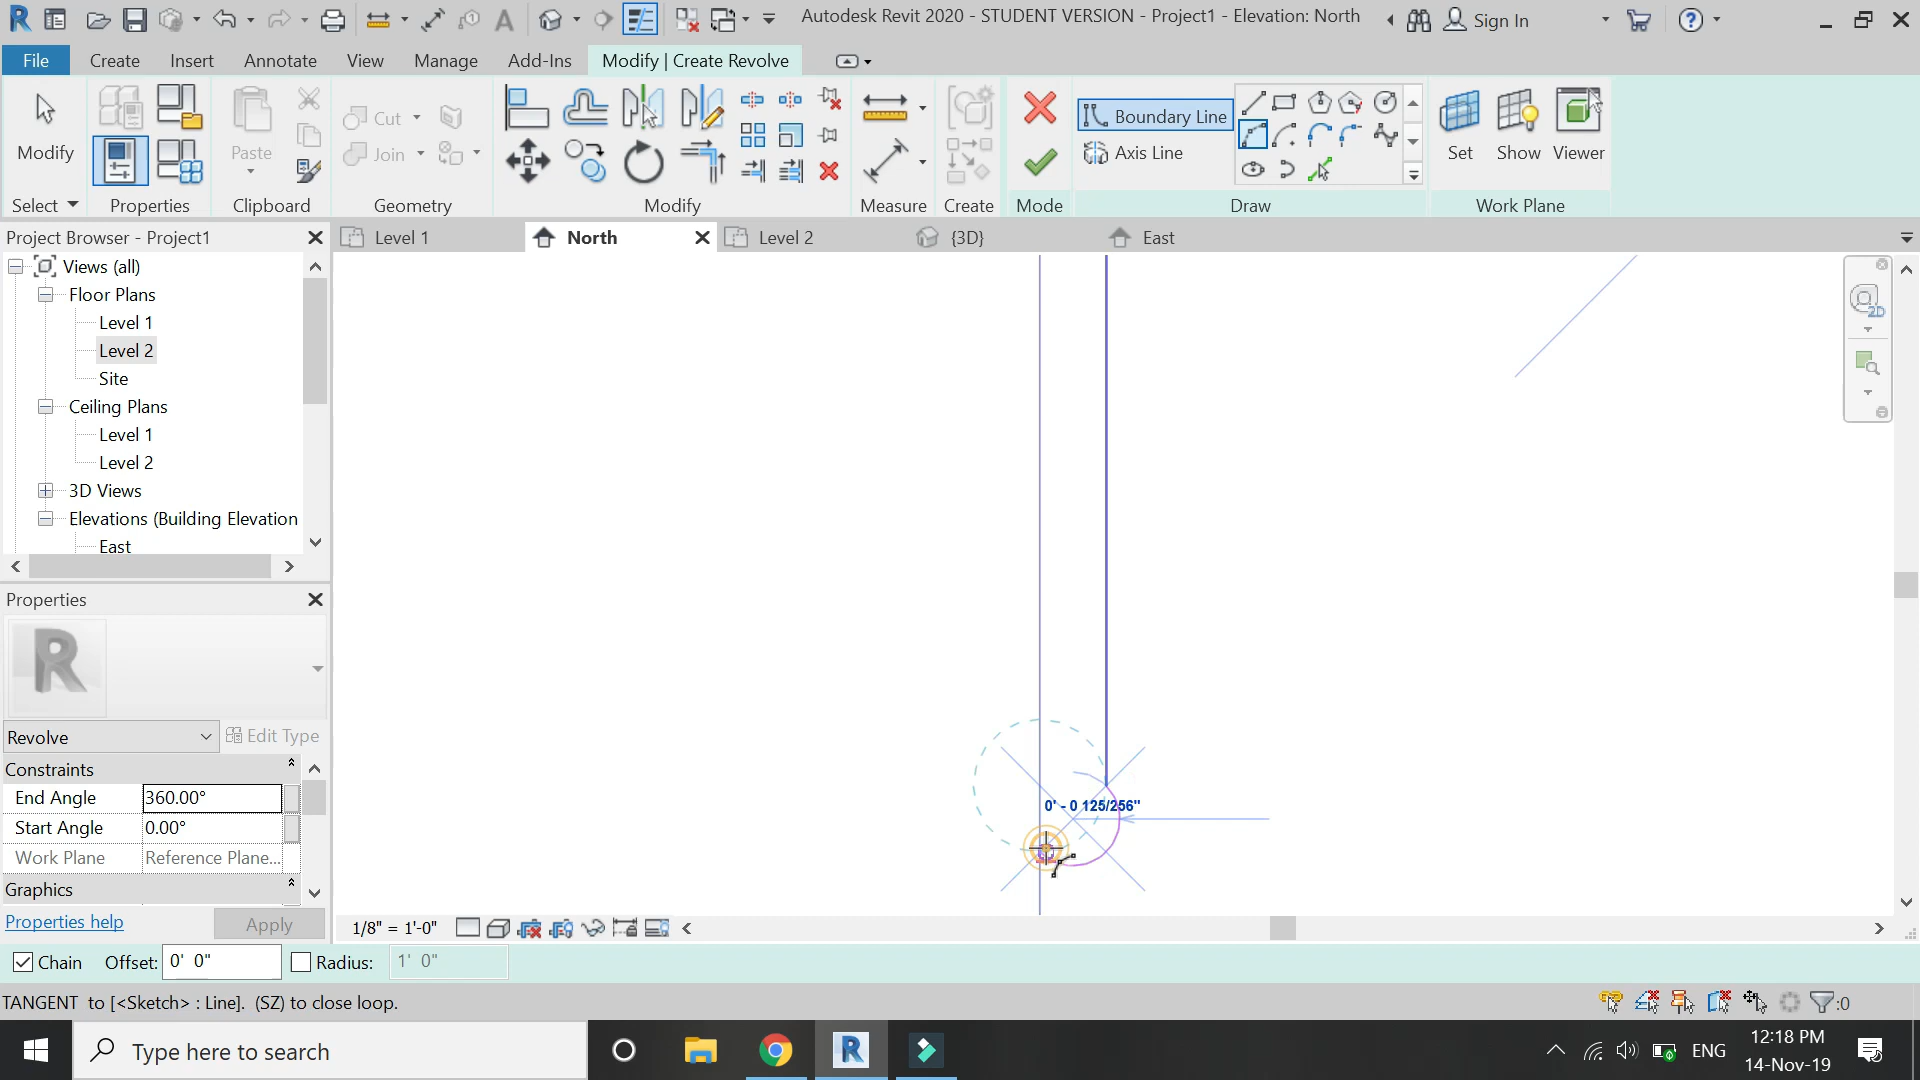 Autodesk Revit 2020 - STUDENT VERSION - Project1 - Elevation: North
Sign In
File
Create
Insert
Annotate
View
Manage
Add-Ins
Modify | Create Revolve
Modify
Paste
Cut
Join
Boundary Line
Axis Line
Set
Show
Viewer
Select
Properties
Clipboard
Geometry
Modify
Measure
Create
Mode
Draw
Work Plane
Project Browser - Project1
Level 1
North
Level 2
{3D}
East
Views (all)
Floor Plans
Level 1
Level 2
Site
Ceiling Plans
Level 1
Level 2
3D Views
Elevations (Building Elevation
East
Properties
Revolve
Edit Type
Constraints
End Angle
360.00°
Start Angle
0.00°
Work Plane
Reference Plane...
Graphics
Properties help
Apply
0' - 0 125/256"
1/8" = 1'-0"
Chain
Offset:
0' 0"
Radius:
1' 0"
TANGENT to [<Sketch> : Line]. (SZ) to close loop.
:0
Type here to search
ENG
12:18 PM
14-Nov-19